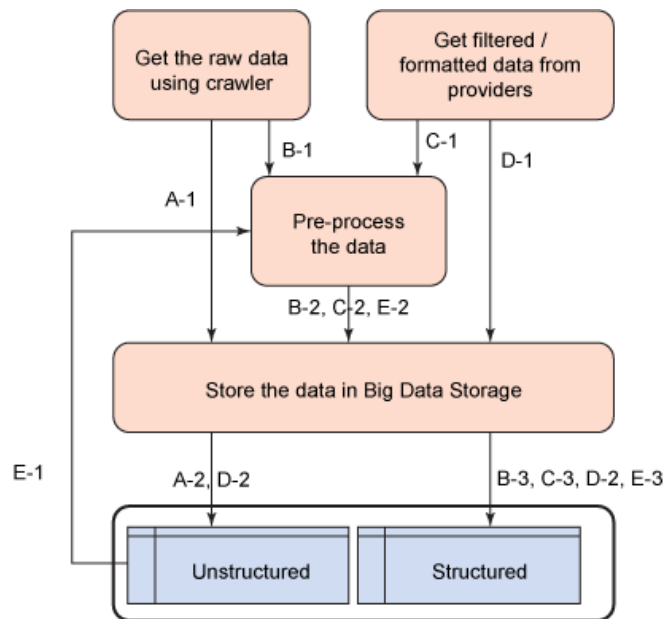 Get the raw data
using crawler
Get filtered /
formatted data from
providers
B-1
C-1
D-1
A-1
Pre-process
the data
B-2, C-2, E-2
Store the data in Big Data Storage
E-1
A-2, D-2
B-3, C-3, D-2, E-3
Unstructured
Structured